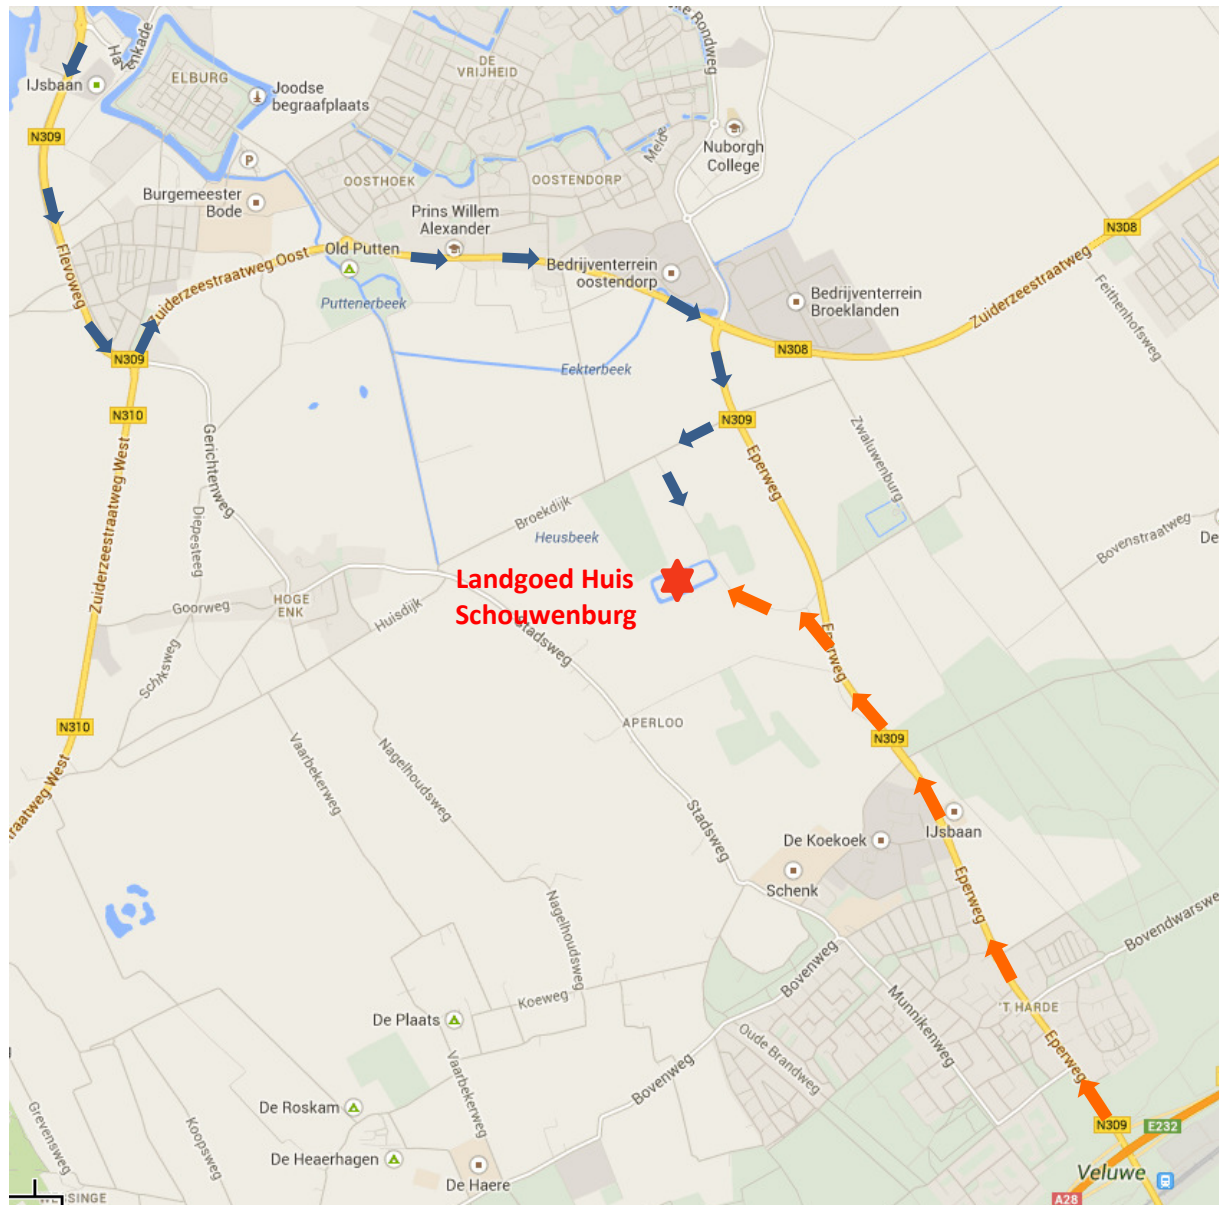 Havenkade
IJsbaan
ELBURG
Joodse
begraafplaats
DE
VRIJHEID
Rondweg
N309
P
Melde
Nuborgh
College
OOSTHOEK
OOSTENDORP
Burgemeester
Bode
Prins Willem
Alexander
Old Putten
Flevoweg
Zuiderzeestraatweg Oost
Puttenerbeek
Bedrijventerrein
oostendorp
Bedrijventerrein
Broeklanden
N308
Zuiderzeestraatweg
Feithenhofsweg
N309
N308
Eekterbeek
N310
N309
Gerichtenweg
Zuiderzeestraatweg West
Eperweg
Zwaluwenburg
Diepesteeg
Broekdijk
Heusbeek
Bovenstraatweg
De
Landgoed Huis
Schouwenburg
HOGE
ENK
Goorweg
Huisdijk
Stadsweg
Schiksweg
Eperweg
APERLOO
N310
N309
Vaarbekerweg
Nagelhoudsweg
raatweg West
Stadsweg
De Koekoek
IJsbaan
Schenk
Eperweg
Nagelhoudsweg
Bovendwarswe
Bovenweg
Munnikenweg
Koeweg
De Plaats
'T HARDE
Oude Brandweg
Eperweg
Vaarbekerweg
Bovenweg
De Roskam
N309
E232
Grevensweg
Koopsweg
De Heaerhagen
De Haere
Veluwe
A28